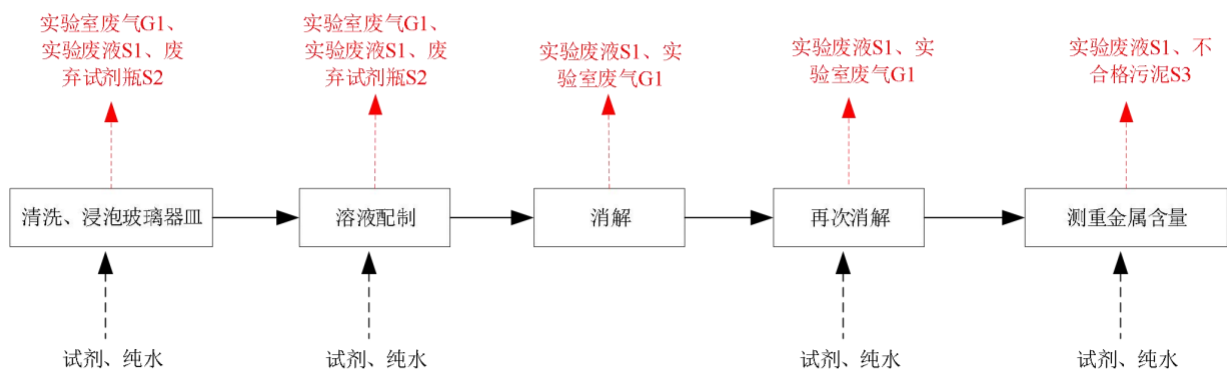 实验室废气G1、
实验废液S1、废
弃试剂瓶S2
实验室废气G1、
实验废液S1、废
弃试剂瓶S2
实验废液S1、实
验室废气G1
实验废液S1、实
验室废气G1
实验废液S1、不
合格污泥S3
清洗、浸泡玻璃器皿
溶液配制
消解
再次消解
测重金属含量
试剂、纯水
试剂、纯水
试剂、纯水
试剂、纯水